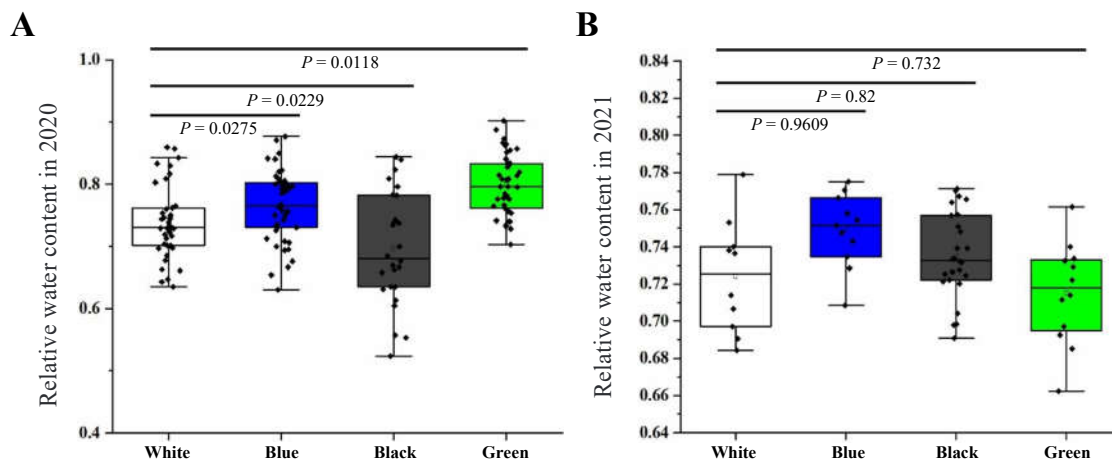 A
Relative water content in 2020
1.0
0.8
0.6
0.4
P = 0.0118
P = 0.0229
P = 0.0275
White Blue Black Green
B
Relative water content in 2021
0.84
0.82
0.80
0.78
0.76
0.74
0.72
0.70
0.68
0.66
0.64
P = 0.732
P = 0.82
P = 0.9609
White Blue Black Green